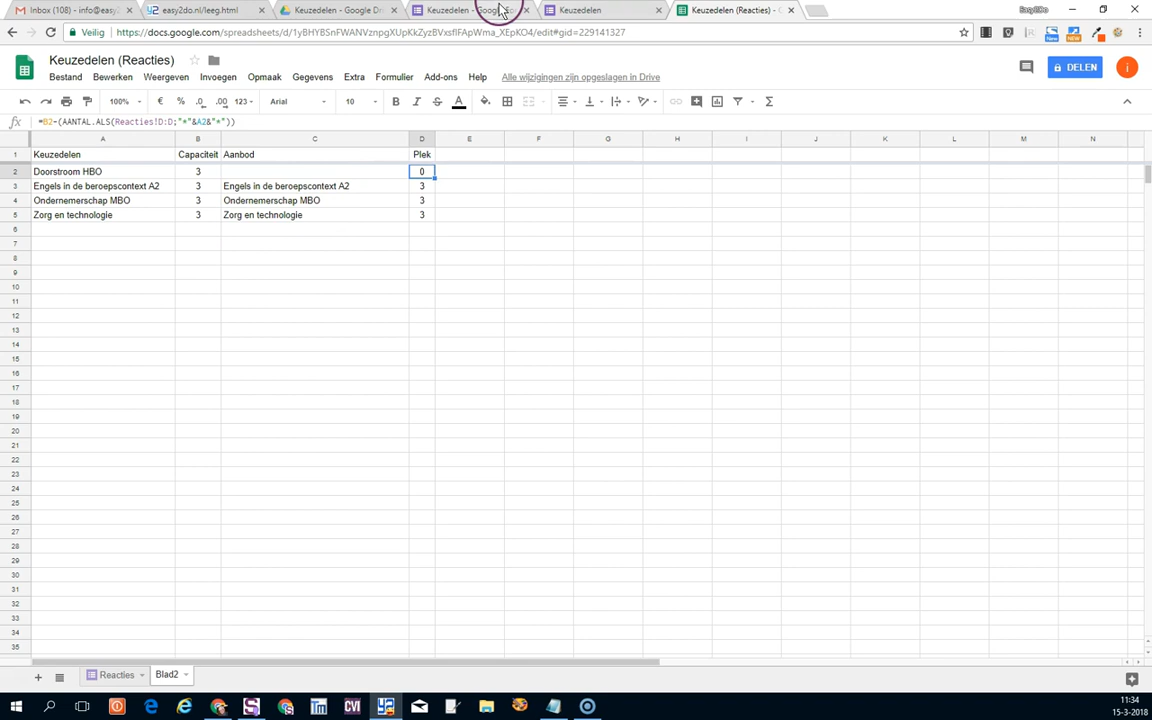 Inbox (108) - info@easy2
easy2do.nl/leeg.html
Keuzedelen - Google Dri
Keuzedelen - Google For
Keuzedelen
Keuzedelen (Reacties) - G
Easy2Do
Veilig
https://docs.google.com/spreadsheets/d/1yBHYBSnFWANVznpgXUpKkZyzBVxsflFApWma_XEpKO4/edit#gid=229141327
Keuzedelen (Reacties)
Bestand Bewerken Weergeven Invoegen Opmaak Gegevens Extra Formulier Add-ons Help Alle wijzigingen zijn opgeslagen in Drive
DELEN
100% € % .0 .00 123 Arial 10 B I S A Σ
fx =B2-(AANTAL.ALS(Reacties!D:D;"*"&A2&"*"))
A B C D E F G H I J K L M N
1 Keuzedelen Capaciteit Aanbod Plek
2 Doorstroom HBO 3 0
3 Engels in de beroepscontext A2 3 Engels in de beroepscontext A2 3
4 Ondernemerschap MBO 3 Ondernemerschap MBO 3
5 Zorg en technologie 3 Zorg en technologie 3
6
7
8
9
10
11
12
13
14
15
16
17
18
19
20
21
22
23
24
25
26
27
28
29
30
31
32
33
34
35
Reacties Blad2
11:34
15-3-2018